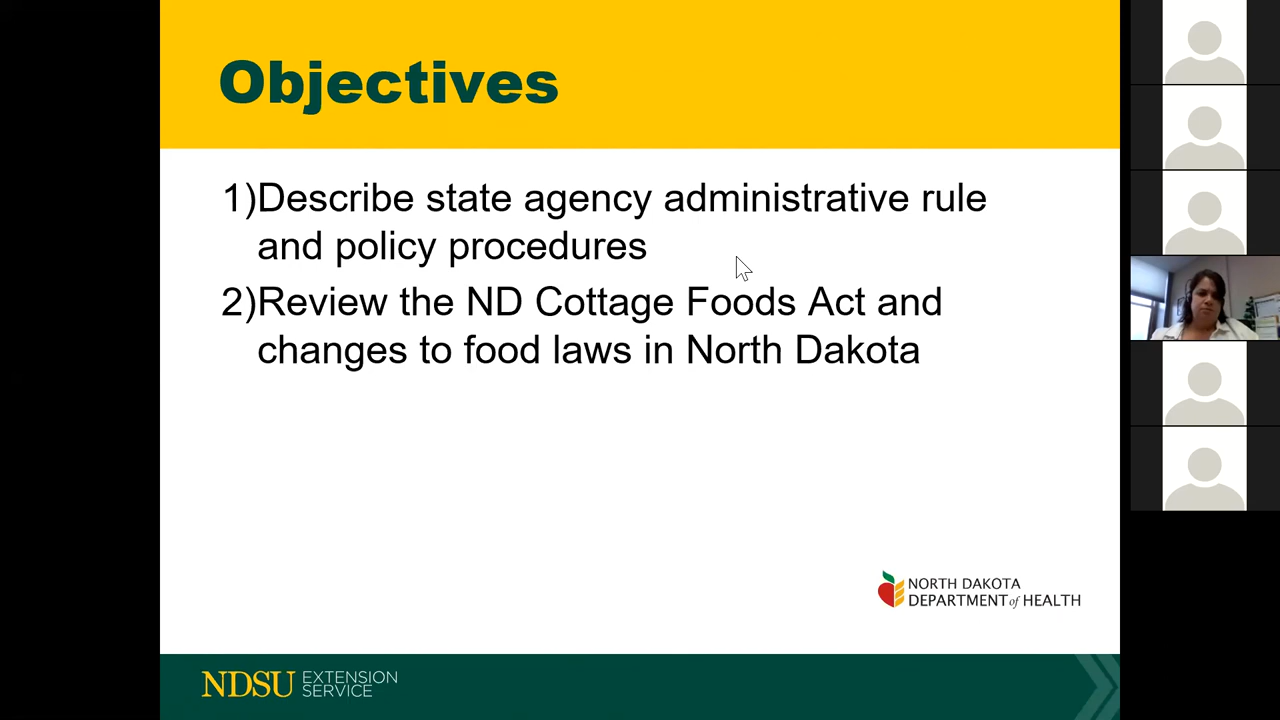 Objectives
1)Describe state agency administrative rule
and policy procedures
2)Review the ND Cottage Foods Act and
changes to food laws in North Dakota
NORTH DAKOTA
DEPARTMENT of HEALTH
NDSU EXTENSION
SERVICE